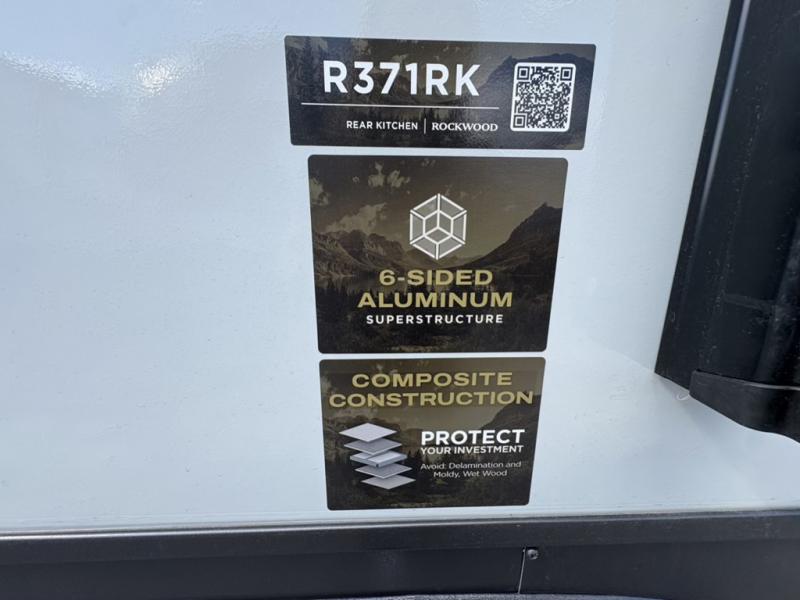 R371RK
REAR KITCHEN | ROCKWOOD
6-SIDED
ALUMINUM
SUPERSTRUCTURE
COMPOSITE
CONSTRUCTION
PROTECT
YOUR INVESTMENT
Avoid: Delamination and
Moldy, Wet Wood